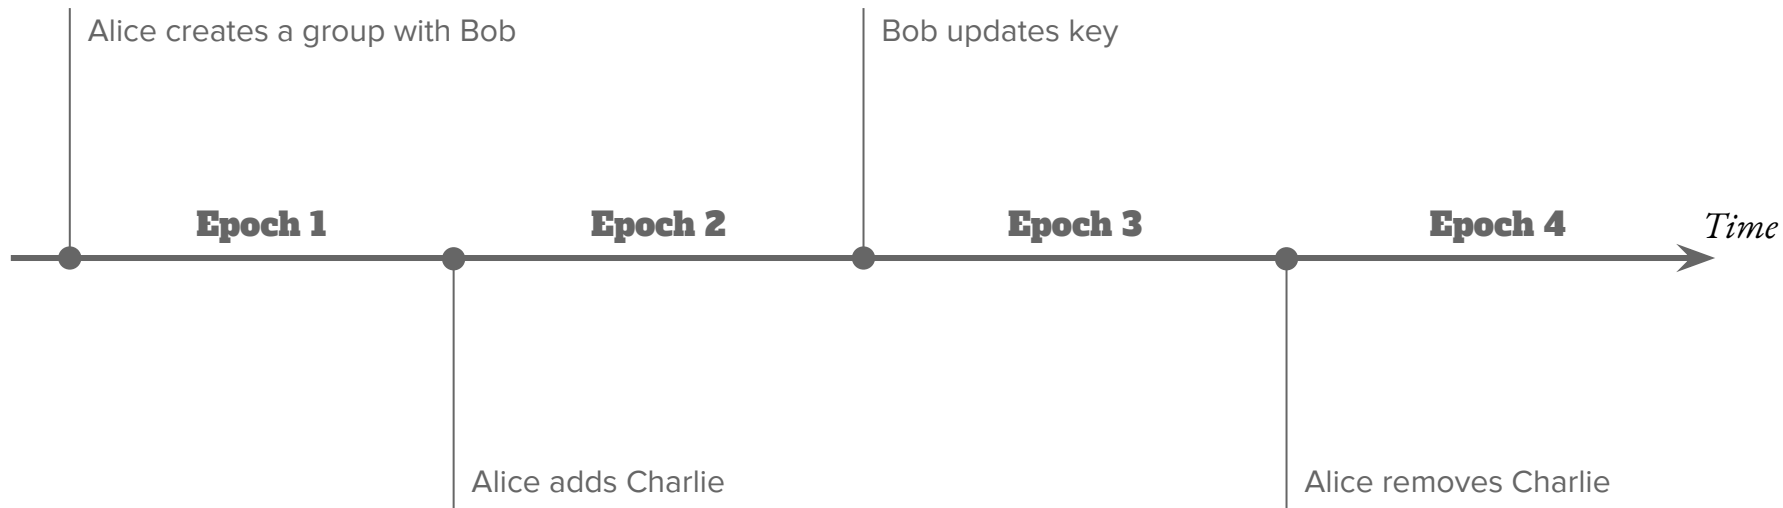 Alice creates a group with Bob
Bob updates key
Epoch 1
Epoch 2
Epoch 3
Epoch 4
Time
Alice adds Charlie
Alice removes Charlie